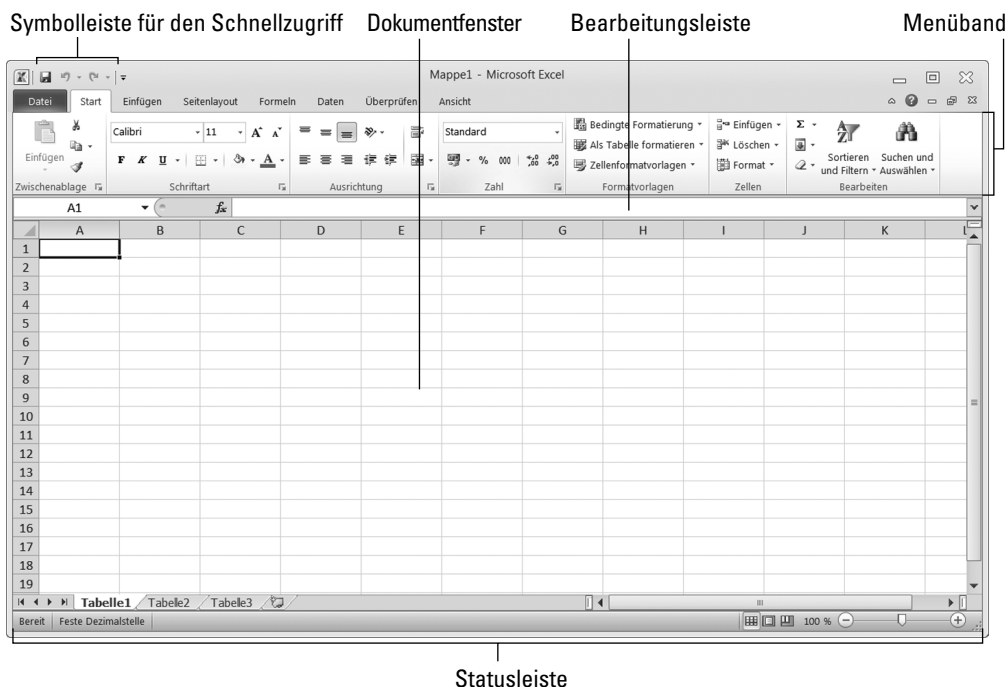 Symbolleiste für den Schnellzugriff Dokumentfenster Bearbeitungsleiste Menüband
Mappe1 - Microsoft Excel
Datei Start Einfügen Seitenlayout Formeln Daten Überprüfen Ansicht
Calibri 11 A A Standard Bedingte Formatierung Einfügen Σ
Als Tabelle formatieren Löschen
Einfügen F K U A % 000 ,00 ,0 Zellenformatvorlagen Format Sortieren und Filtern Suchen und Auswählen
Zwischenablage Schriftart Ausrichtung Zahl Formatvorlagen Zellen Bearbeiten
A1 fx
A B C D E F G H I J K L
1
2
3
4
5
6
7
8
9
10
11
12
13
14
15
16
17
18
19
Tabelle1 Tabelle2 Tabelle3
Bereit Feste Dezimalstelle 100 %
Statusleiste